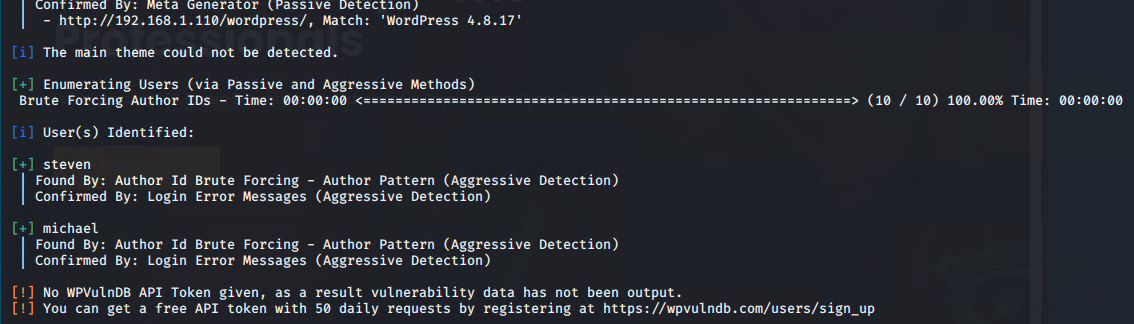 | Confirmed By: Meta Generator (Passive Detection)
| - http://192.168.1.110/wordpress/, Match: 'WordPress 4.8.17'
[i] The main theme could not be detected.
[+] Enumerating Users (via Passive and Aggressive Methods)
Brute Forcing Author IDs - Time: 00:00:00 <=============================================================> (10 / 10) 100.00% Time: 00:00:00
[i] User(s) Identified:
[+] steven
| Found By: Author Id Brute Forcing - Author Pattern (Aggressive Detection)
| Confirmed By: Login Error Messages (Aggressive Detection)
[+] michael
| Found By: Author Id Brute Forcing - Author Pattern (Aggressive Detection)
| Confirmed By: Login Error Messages (Aggressive Detection)
[!] No WPVulnDB API Token given, as a result vulnerability data has not been output.
[!] You can get a free API token with 50 daily requests by registering at https://wpvulndb.com/users/sign_up
Professionals